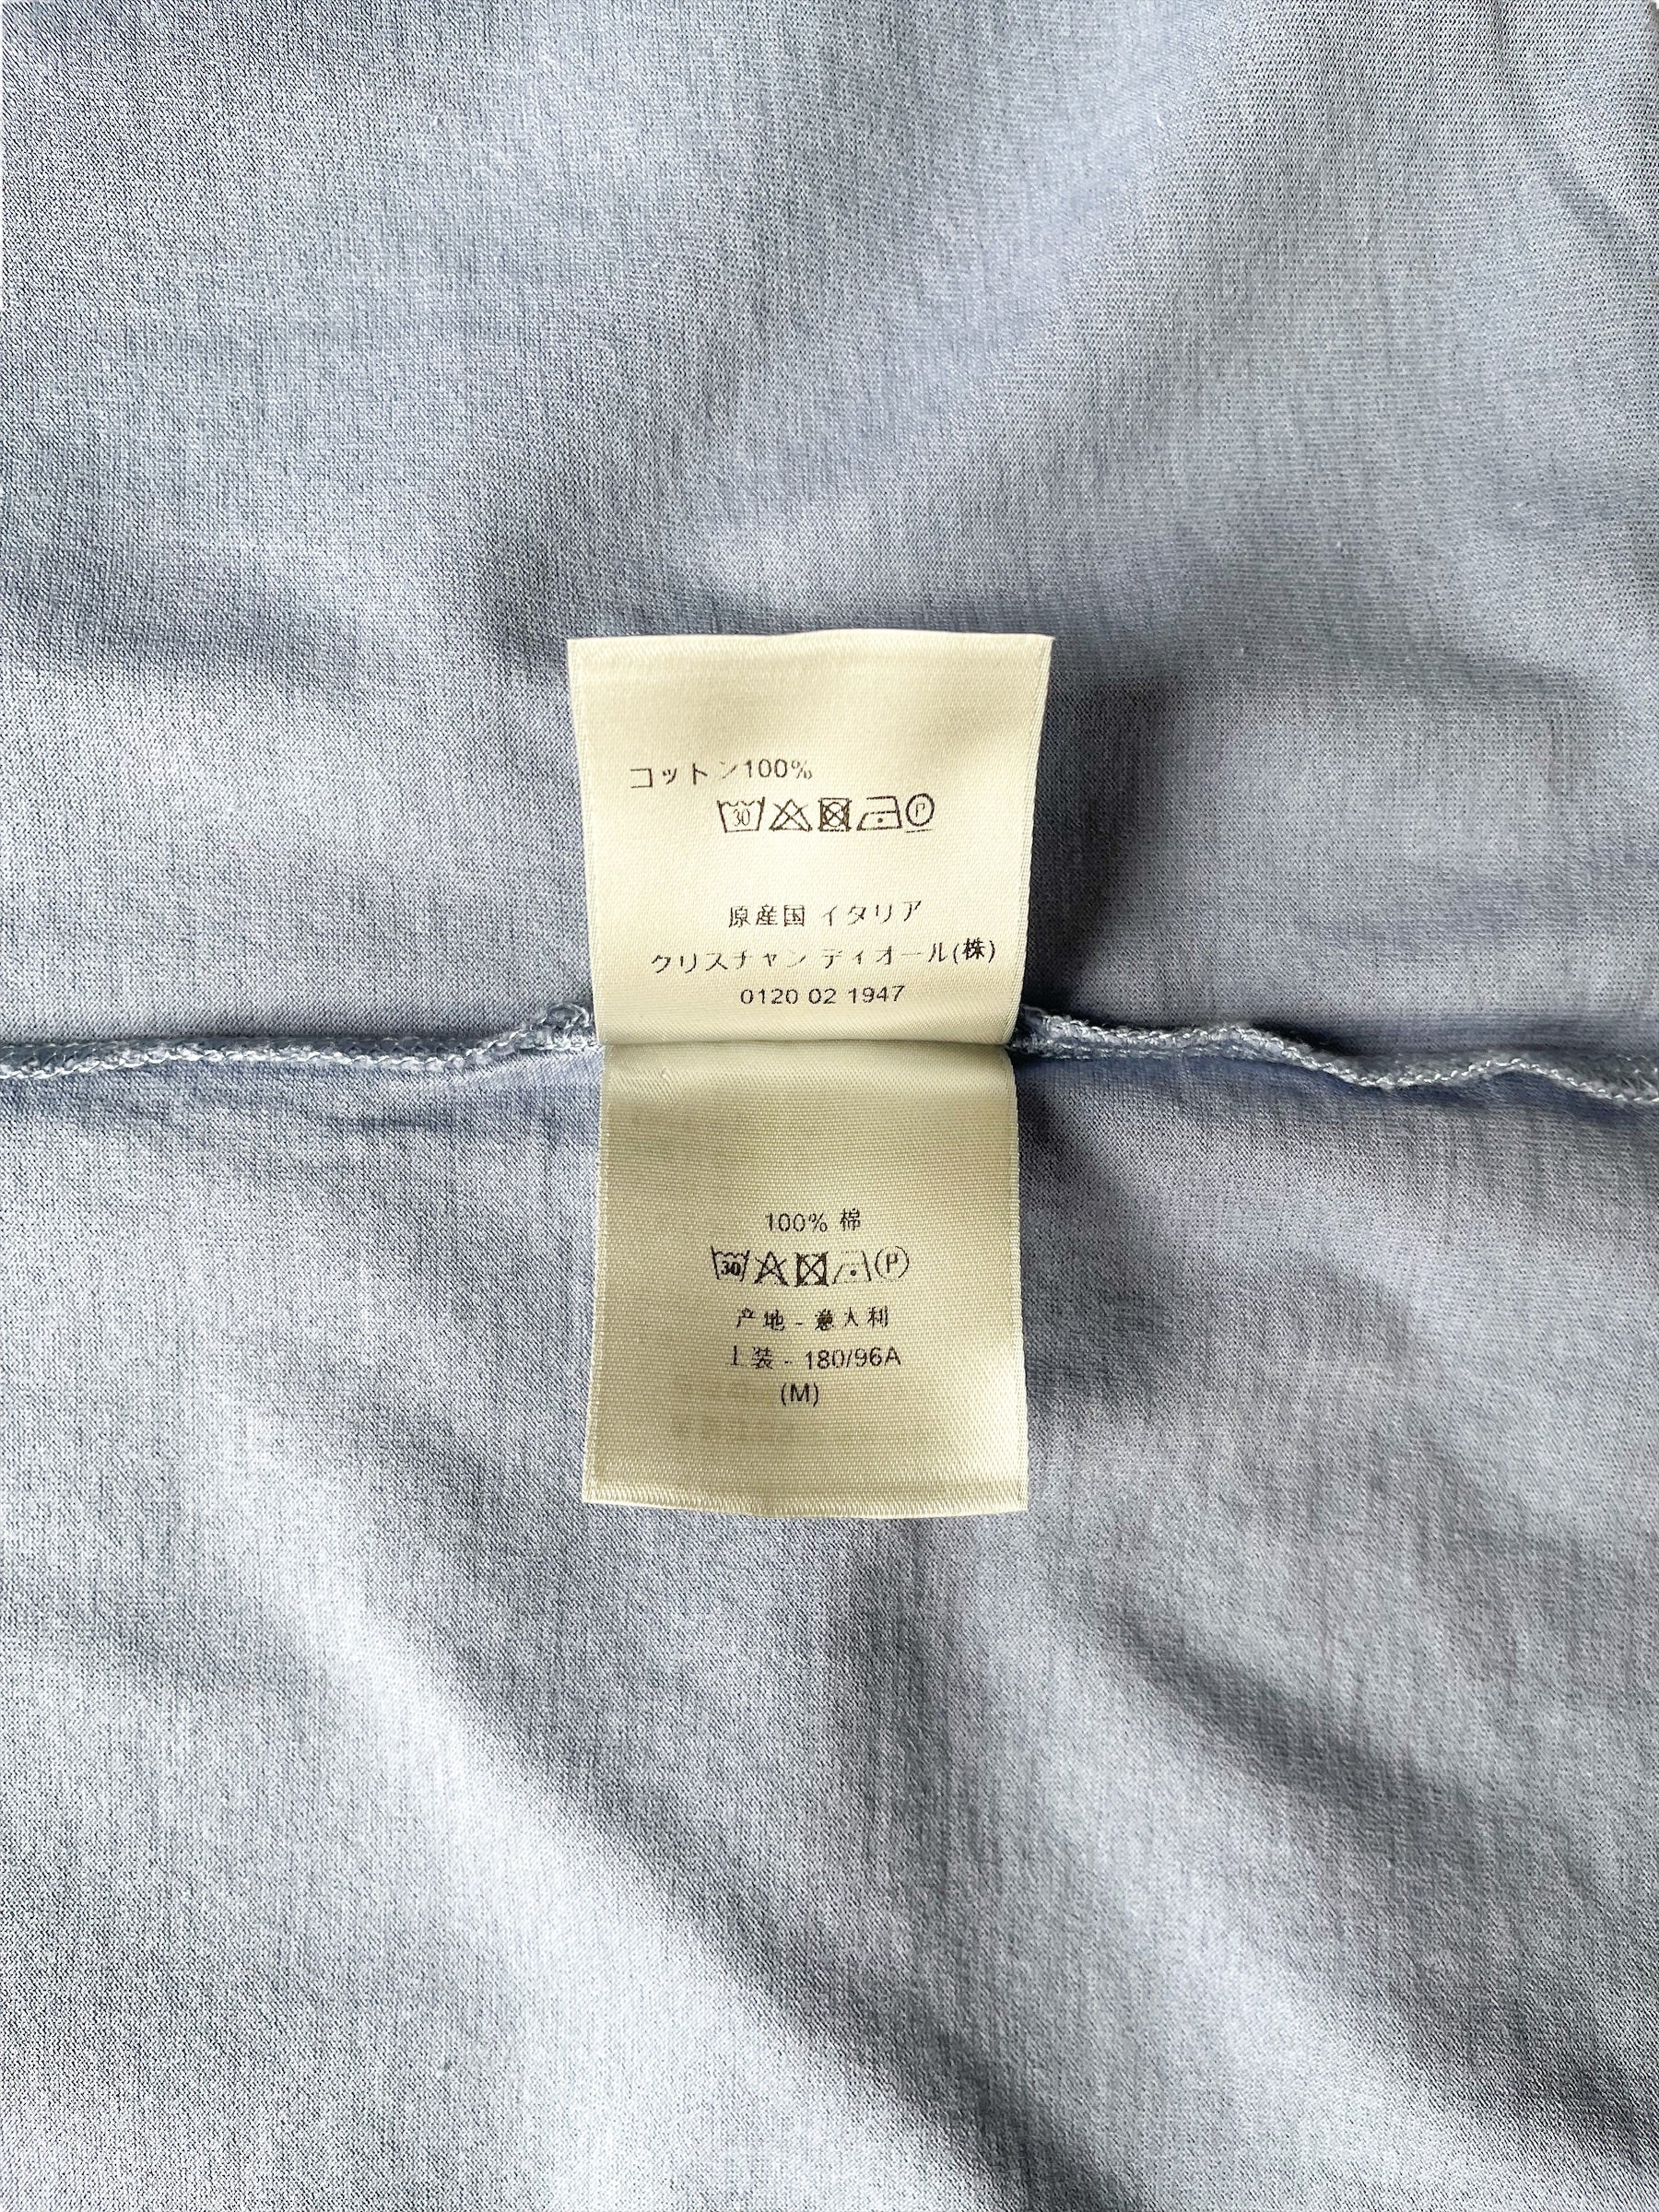 コットン100%
30 P
原産国 イタリア
クリスチャン ディオール(株)
0120 02 1947
100% 棉
30 P
产地 - 意大利
上装 - 180/96A
(M)